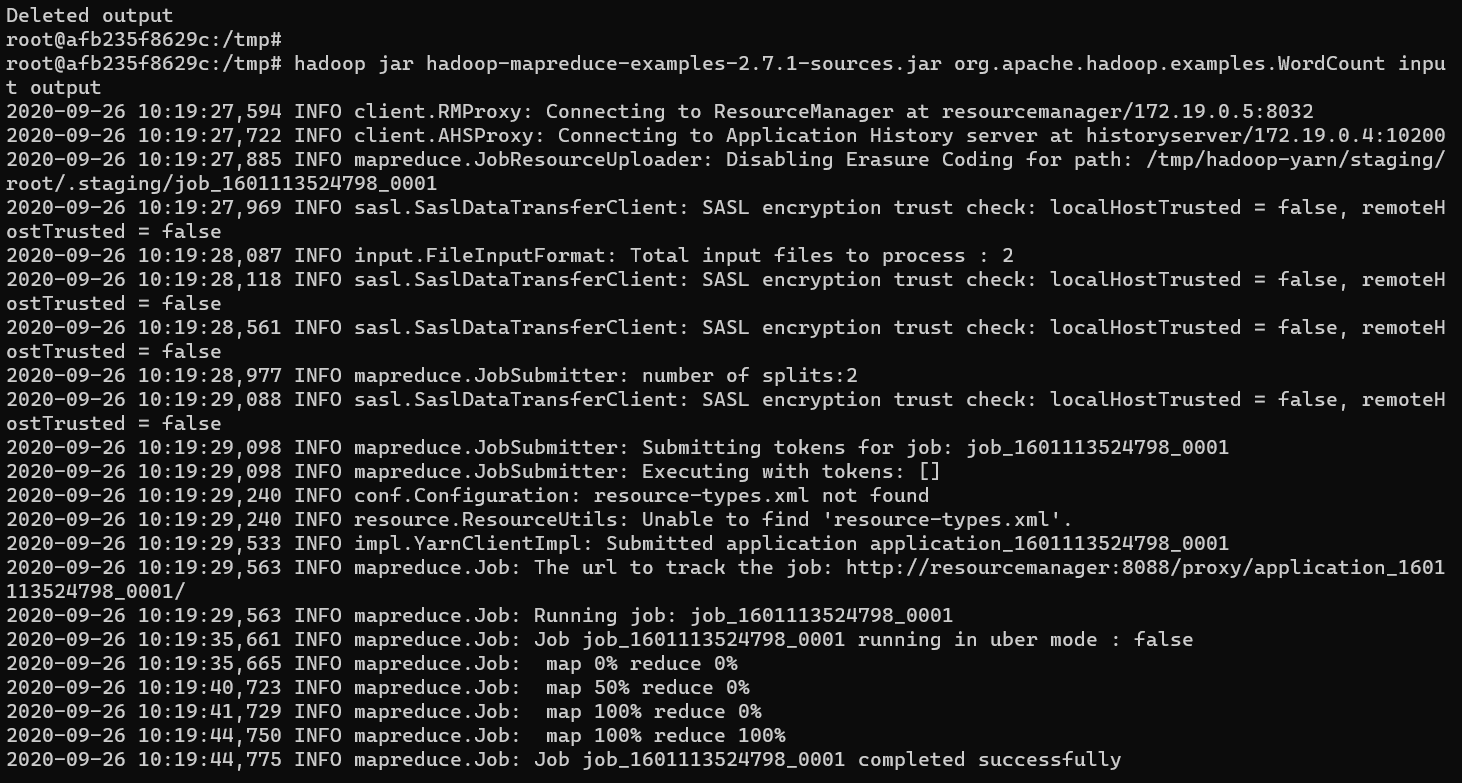 Deleted output
root@afb235f8629c:/tmp#
root@afb235f8629c:/tmp# hadoop jar hadoop-mapreduce-examples-2.7.1-sources.jar org.apache.hadoop.examples.WordCount inpu
t output
2020-09-26 10:19:27,594 INFO client.RMProxy: Connecting to ResourceManager at resourcemanager/172.19.0.5:8032
2020-09-26 10:19:27,722 INFO client.AHSProxy: Connecting to Application History server at historyserver/172.19.0.4:10200
2020-09-26 10:19:27,885 INFO mapreduce.JobResourceUploader: Disabling Erasure Coding for path: /tmp/hadoop-yarn/staging/
root/.staging/job_1601113524798_0001
2020-09-26 10:19:27,969 INFO sasl.SaslDataTransferClient: SASL encryption trust check: localHostTrusted = false, remoteH
ostTrusted = false
2020-09-26 10:19:28,087 INFO input.FileInputFormat: Total input files to process : 2
2020-09-26 10:19:28,118 INFO sasl.SaslDataTransferClient: SASL encryption trust check: localHostTrusted = false, remoteH
ostTrusted = false
2020-09-26 10:19:28,561 INFO sasl.SaslDataTransferClient: SASL encryption trust check: localHostTrusted = false, remoteH
ostTrusted = false
2020-09-26 10:19:28,977 INFO mapreduce.JobSubmitter: number of splits:2
2020-09-26 10:19:29,088 INFO sasl.SaslDataTransferClient: SASL encryption trust check: localHostTrusted = false, remoteH
ostTrusted = false
2020-09-26 10:19:29,098 INFO mapreduce.JobSubmitter: Submitting tokens for job: job_1601113524798_0001
2020-09-26 10:19:29,098 INFO mapreduce.JobSubmitter: Executing with tokens: []
2020-09-26 10:19:29,240 INFO conf.Configuration: resource-types.xml not found
2020-09-26 10:19:29,240 INFO resource.ResourceUtils: Unable to find 'resource-types.xml'.
2020-09-26 10:19:29,533 INFO impl.YarnClientImpl: Submitted application application_1601113524798_0001
2020-09-26 10:19:29,563 INFO mapreduce.Job: The url to track the job: http://resourcemanager:8088/proxy/application_1601
113524798_0001/
2020-09-26 10:19:29,563 INFO mapreduce.Job: Running job: job_1601113524798_0001
2020-09-26 10:19:35,661 INFO mapreduce.Job: Job job_1601113524798_0001 running in uber mode : false
2020-09-26 10:19:35,665 INFO mapreduce.Job:  map 0% reduce 0%
2020-09-26 10:19:40,723 INFO mapreduce.Job:  map 50% reduce 0%
2020-09-26 10:19:41,729 INFO mapreduce.Job:  map 100% reduce 0%
2020-09-26 10:19:44,750 INFO mapreduce.Job:  map 100% reduce 100%
2020-09-26 10:19:44,775 INFO mapreduce.Job: Job job_1601113524798_0001 completed successfully